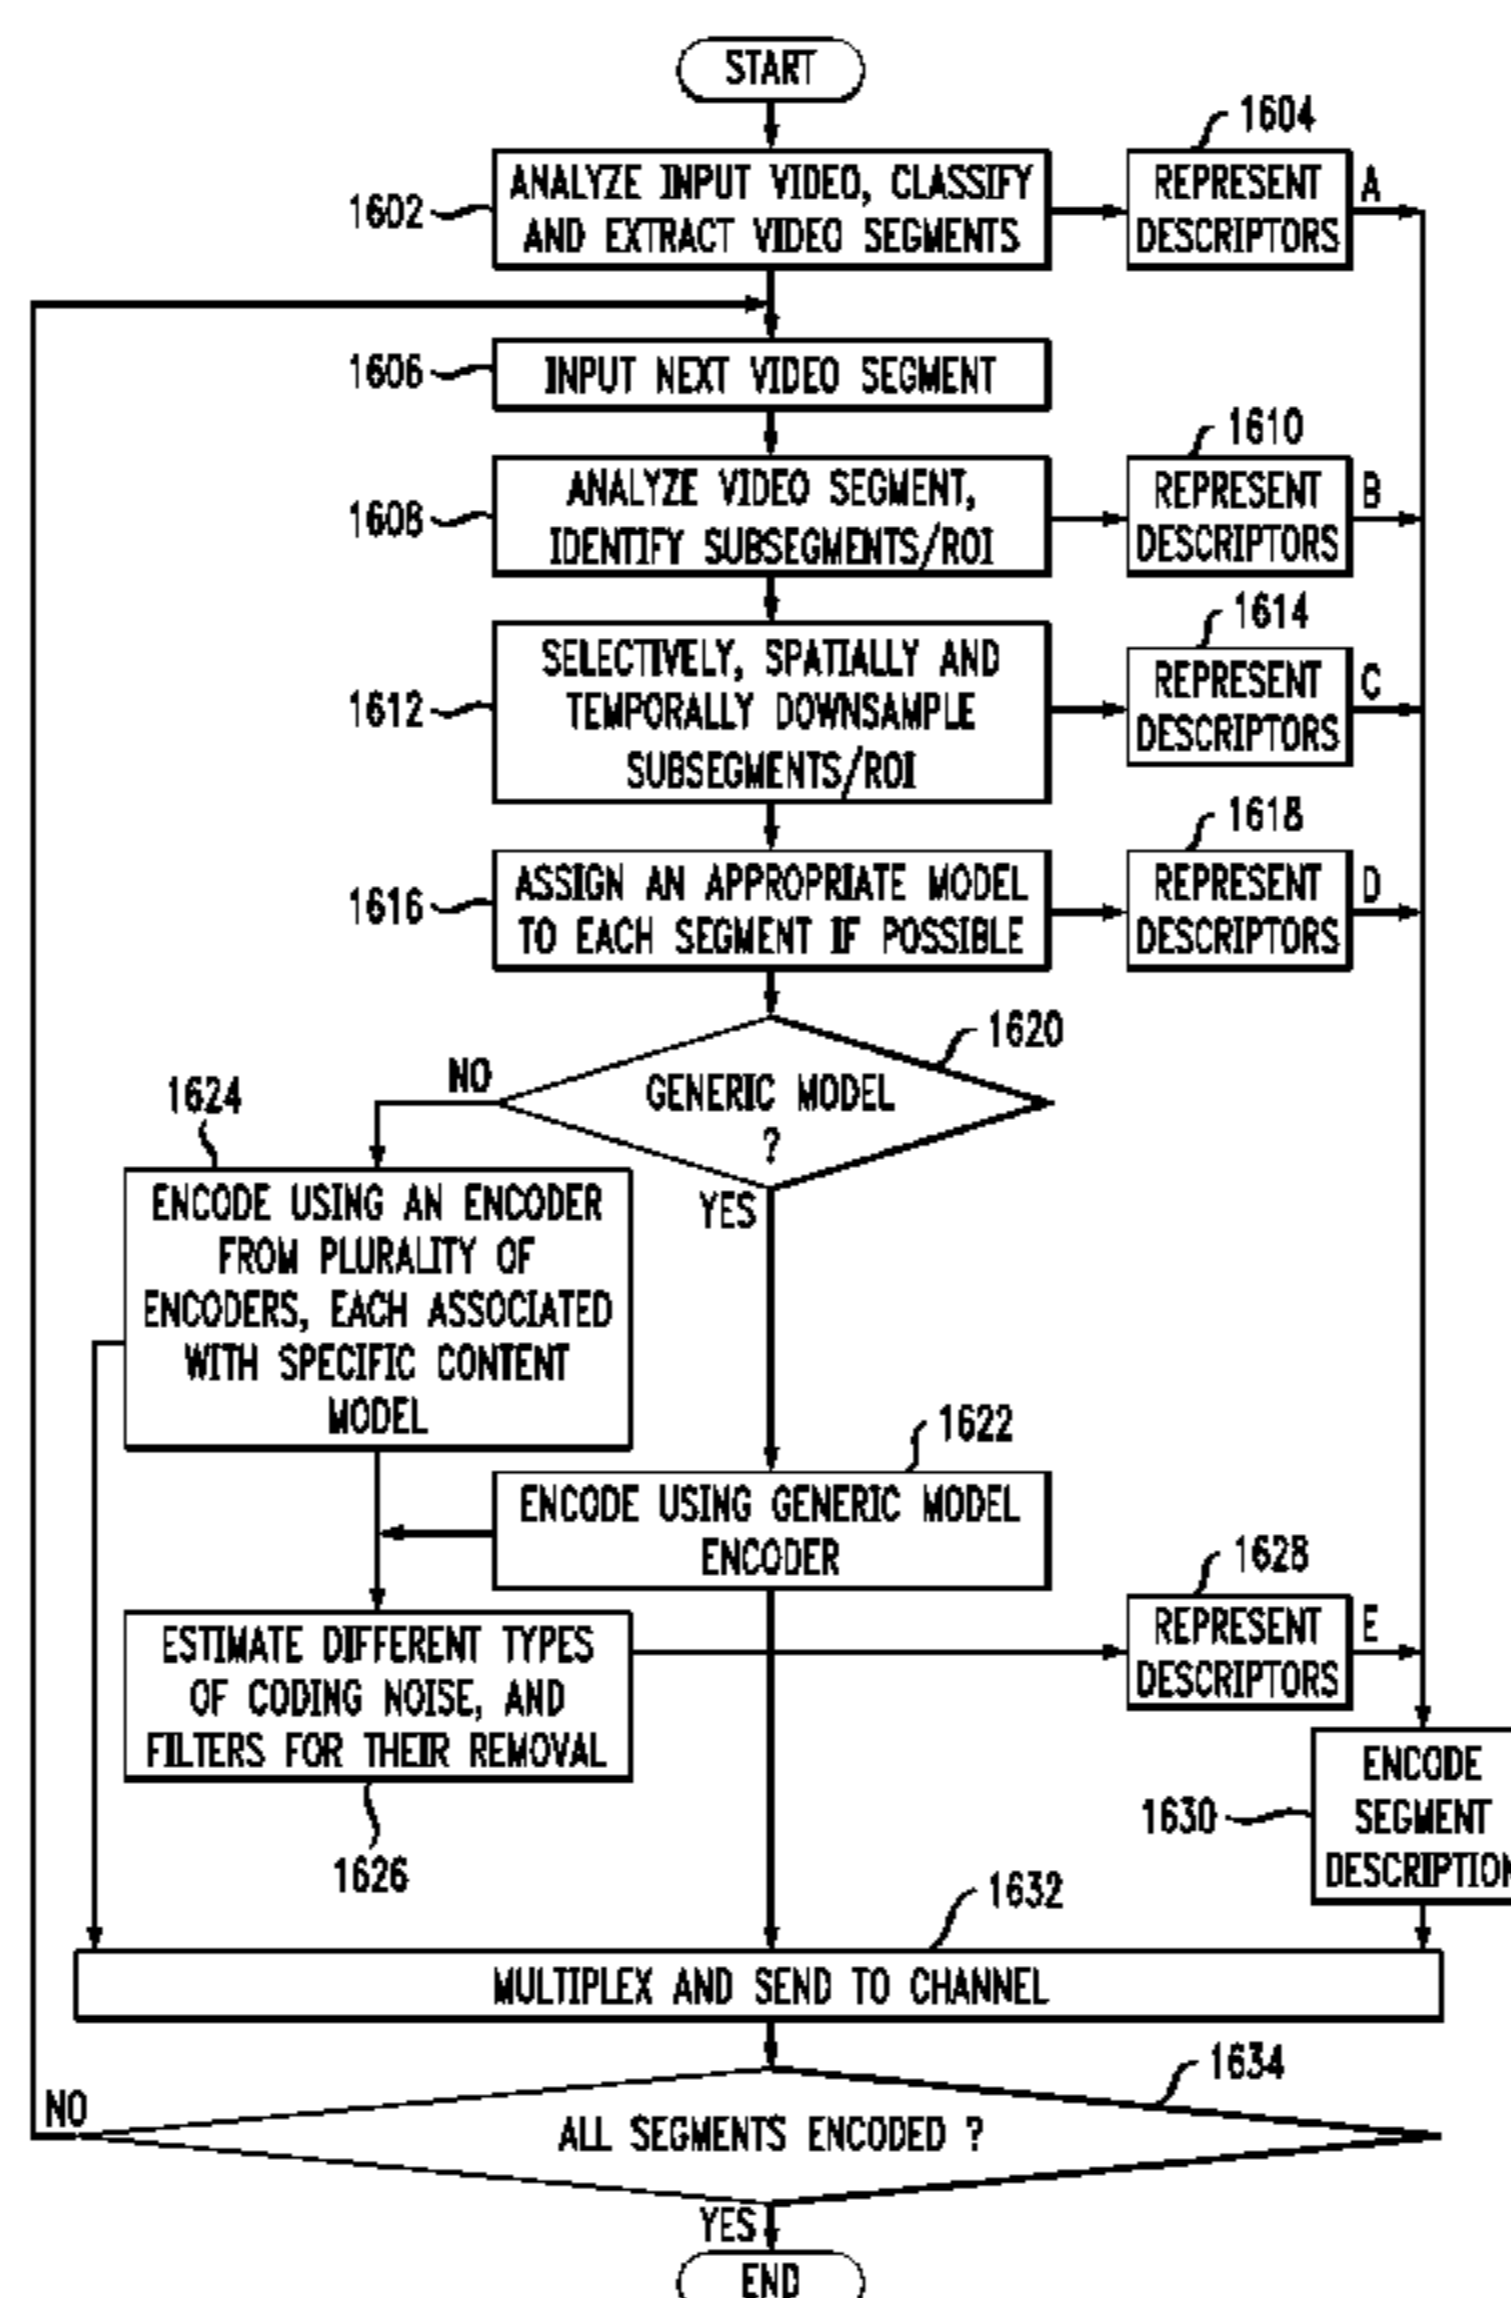 START
1604
ANALYZE INPUT VIDEO, CLASSIFY
AND EXTRACT VIDEO SEGMENTS
REPRESENT
DESCRIPTORS
A
1602
1606
INPUT NEXT VIDEO SEGMENT
1610
ANALYZE VIDEO SEGMENT,
IDENTIFY SUBSEGMENTS/ROI
REPRESENT
DESCRIPTORS
B
1608
1614
SELECTIVELY, SPATIALLY AND
TEMPORALLY DOWNSAMPLE
SUBSEGMENTS/ROI
REPRESENT
DESCRIPTORS
C
1612
1618
ASSIGN AN APPROPRIATE MODEL
TO EACH SEGMENT IF POSSIBLE
REPRESENT
DESCRIPTORS
D
1616
1620
GENERIC MODEL
?
NO
YES
1624
ENCODE USING AN ENCODER
FROM PLURALITY OF
ENCODERS, EACH ASSOCIATED
WITH SPECIFIC CONTENT
MODEL
1622
ENCODE USING GENERIC MODEL
ENCODER
1628
ESTIMATE DIFFERENT TYPES
OF CODING NOISE, AND
FILTERS FOR THEIR REMOVAL
REPRESENT
DESCRIPTORS
E
1626
1630
ENCODE
SEGMENT
DESCRIPTION
1632
MULTIPLEX AND SEND TO CHANNEL
1634
NO
ALL SEGMENTS ENCODED ?
YES
END